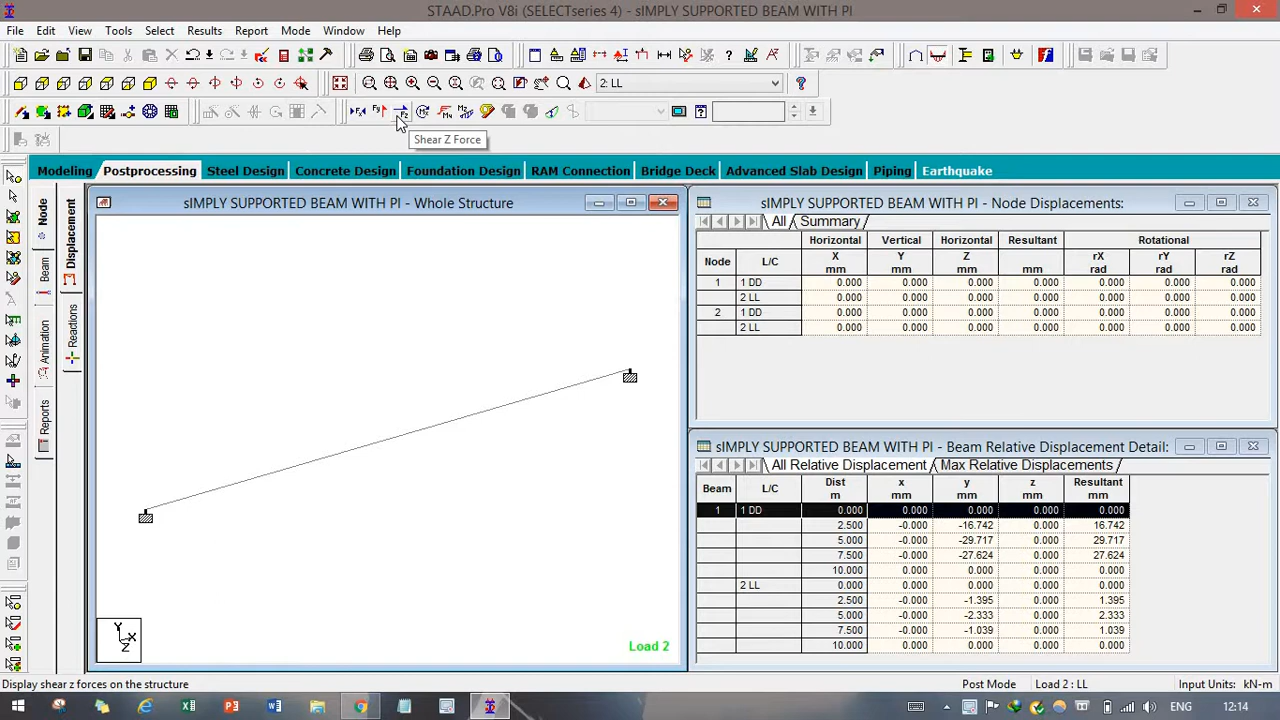 STAAD.Pro V8i (SELECTseries 4) - sIMPLY SUPPORTED BEAM WITH PI
File Edit View Tools Select Results Report Mode Window Help
2: LL
Shear Z Force
Modeling Postprocessing Steel Design Concrete Design Foundation Design RAM Connection Bridge Deck Advanced Slab Design Piping Earthquake
Node
Beam
Animation
Reports
Displacement
Reactions
sIMPLY SUPPORTED BEAM WITH PI - Whole Structure
Y
X
Z
Load 2
sIMPLY SUPPORTED BEAM WITH PI - Node Displacements:
All Summary
Horizontal Vertical Horizontal Resultant Rotational
Node L/C X mm Y mm Z mm mm rX rad rY rad rZ rad
1 1 DD 0.000 0.000 0.000 0.000 0.000 0.000 0.000
2 LL 0.000 0.000 0.000 0.000 0.000 0.000 0.000
2 1 DD 0.000 0.000 0.000 0.000 0.000 0.000 0.000
2 LL 0.000 0.000 0.000 0.000 0.000 0.000 0.000
sIMPLY SUPPORTED BEAM WITH PI - Beam Relative Displacement Detail:
All Relative Displacement Max Relative Displacements
Beam L/C Dist m x mm y mm z mm Resultant mm
1 1 DD 0.000 0.000 0.000 0.000 0.000
2.500 -0.000 -16.742 0.000 16.742
5.000 -0.000 -29.717 0.000 29.717
7.500 -0.000 -27.624 0.000 27.624
10.000 -0.000 0.000 0.000 0.000
2 LL 0.000 -0.000 0.000 0.000 0.000
2.500 -0.000 -1.395 0.000 1.395
5.000 -0.000 -2.333 0.000 2.333
7.500 -0.000 -1.039 0.000 1.039
10.000 -0.000 0.000 0.000 0.000
Display shear z forces on the structure
Post Mode Load 2 : LL Input Units: kN-m
ENG 12:14